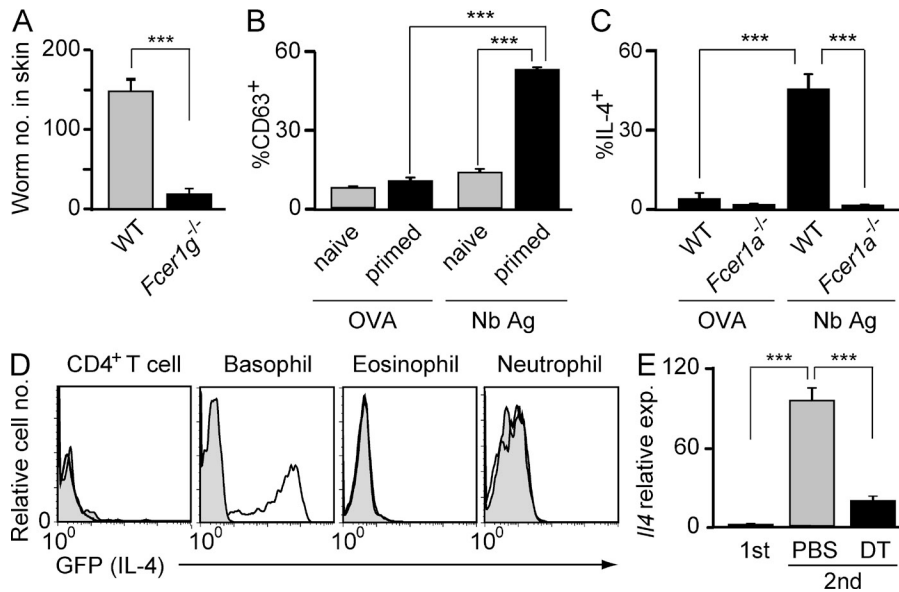 A
Worm no. in skin
150
100
50
0
***
WT
Fcer1g-/-
B
%CD63+
60
30
0
***
***
naive
primed
naive
primed
OVA
Nb Ag
C
%IL-4+
60
30
0
***
***
WT
Fcer1a-/-
WT
Fcer1a-/-
OVA
Nb Ag
D
CD4+ T cell
Basophil
Eosinophil
Neutrophil
Relative cell no.
0
10^0
10^0
10^0
10^0
GFP (IL-4)
E
Il4 relative exp.
120
60
0
***
***
1st
PBS
DT
2nd